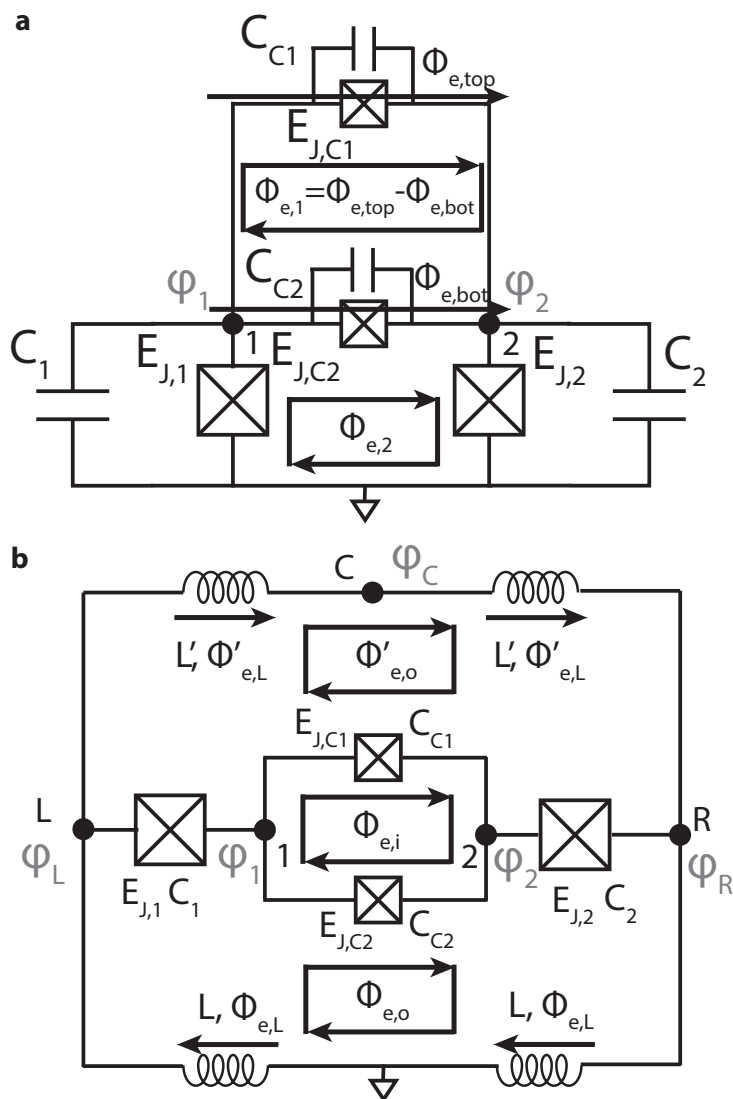 a
C_C1
Φ_e,top
E_J,C1
Φ_e,1=Φ_e,top-Φ_e,bot
C_C2
Φ_e,bot
φ_1
φ_2
C_1
E_J,1
1
E_J,C2
2
E_J,2
C_2
Φ_e,2
b
C
φ_C
L′, Φ′_e,L
Φ′_e,o
L′, Φ′_e,L
E_J,C1
C_C1
L
Φ_e,i
R
φ_L
φ_1
1
2
φ_2
φ_R
E_J,1 C_1
E_J,C2
C_C2
E_J,2 C_2
L, Φ_e,L
Φ_e,o
L, Φ_e,L